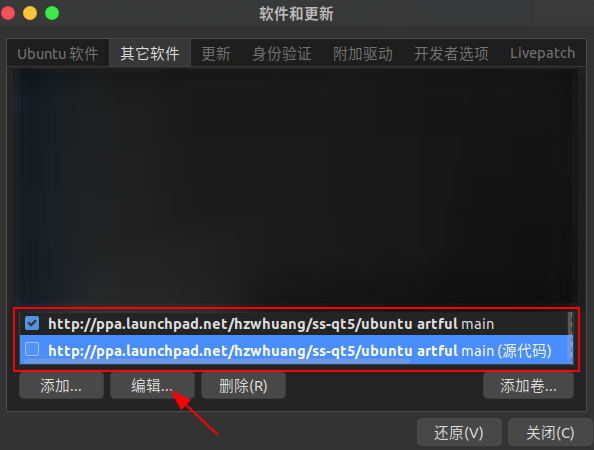 软件和更新
Ubuntu 软件 其它软件 更新 身份验证 附加驱动 开发者选项 Livepatch
http://ppa.launchpad.net/hzwhuang/ss-qt5/ubuntu artful main
http://ppa.launchpad.net/hzwhuang/ss-qt5/ubuntu artful main (源代码)
添加... 编辑... 删除(R) 添加卷...
还原(V) 关闭(C)